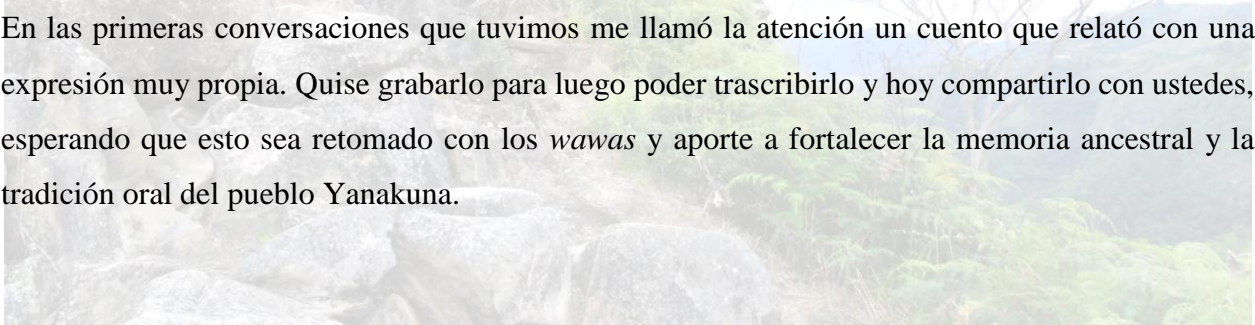 En las primeras conversaciones que tuvimos me llamó la atención un cuento que relató con una
expresión muy propia. Quise grabarlo para luego poder trascribirlo y hoy compartirlo con ustedes,
esperando que esto sea retomado con los wawas y aporte a fortalecer la memoria ancestral y la
tradición oral del pueblo Yanakuna.